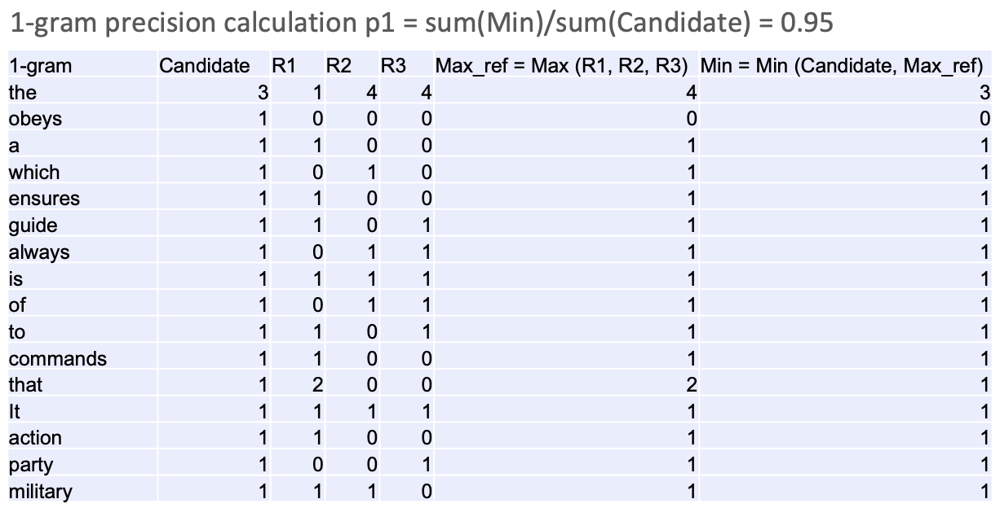 1-gram precision calculation p1 = sum(Min)/sum(Candidate) = 0.95
1-gram Candidate R1 R2 R3 Max_ref = Max (R1, R2, R3) Min = Min (Candidate, Max_ref)
the 3 1 4 4 4 3
obeys 1 0 0 0 0 0
a 1 1 0 0 1 1
which 1 0 1 0 1 1
ensures 1 1 0 0 1 1
guide 1 1 0 1 1 1
always 1 0 1 1 1 1
is 1 1 1 1 1 1
of 1 0 1 1 1 1
to 1 1 0 1 1 1
commands 1 1 0 0 1 1
that 1 2 0 0 2 1
It 1 1 1 1 1 1
action 1 1 0 0 1 1
party 1 0 0 1 1 1
military 1 1 1 0 1 1